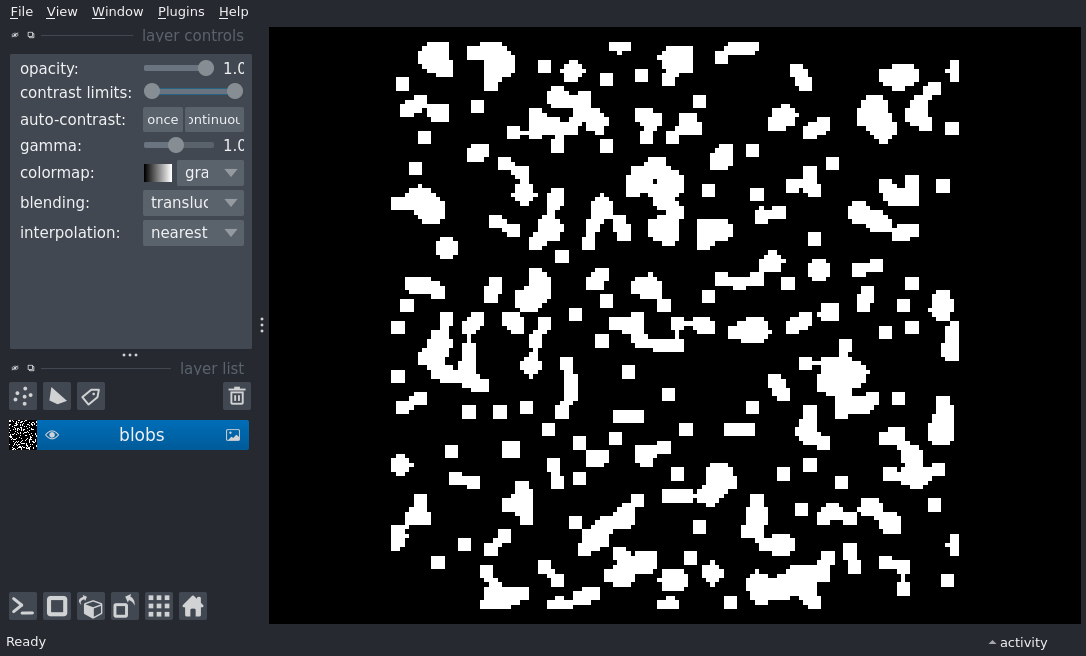 File View Window Plugins Help
layer controls
opacity: 1.0
contrast limits:
auto-contrast: once ontinuou
gamma: 1.0
colormap: gra
blending: transluc
interpolation: nearest
layer list
blobs
Ready activity